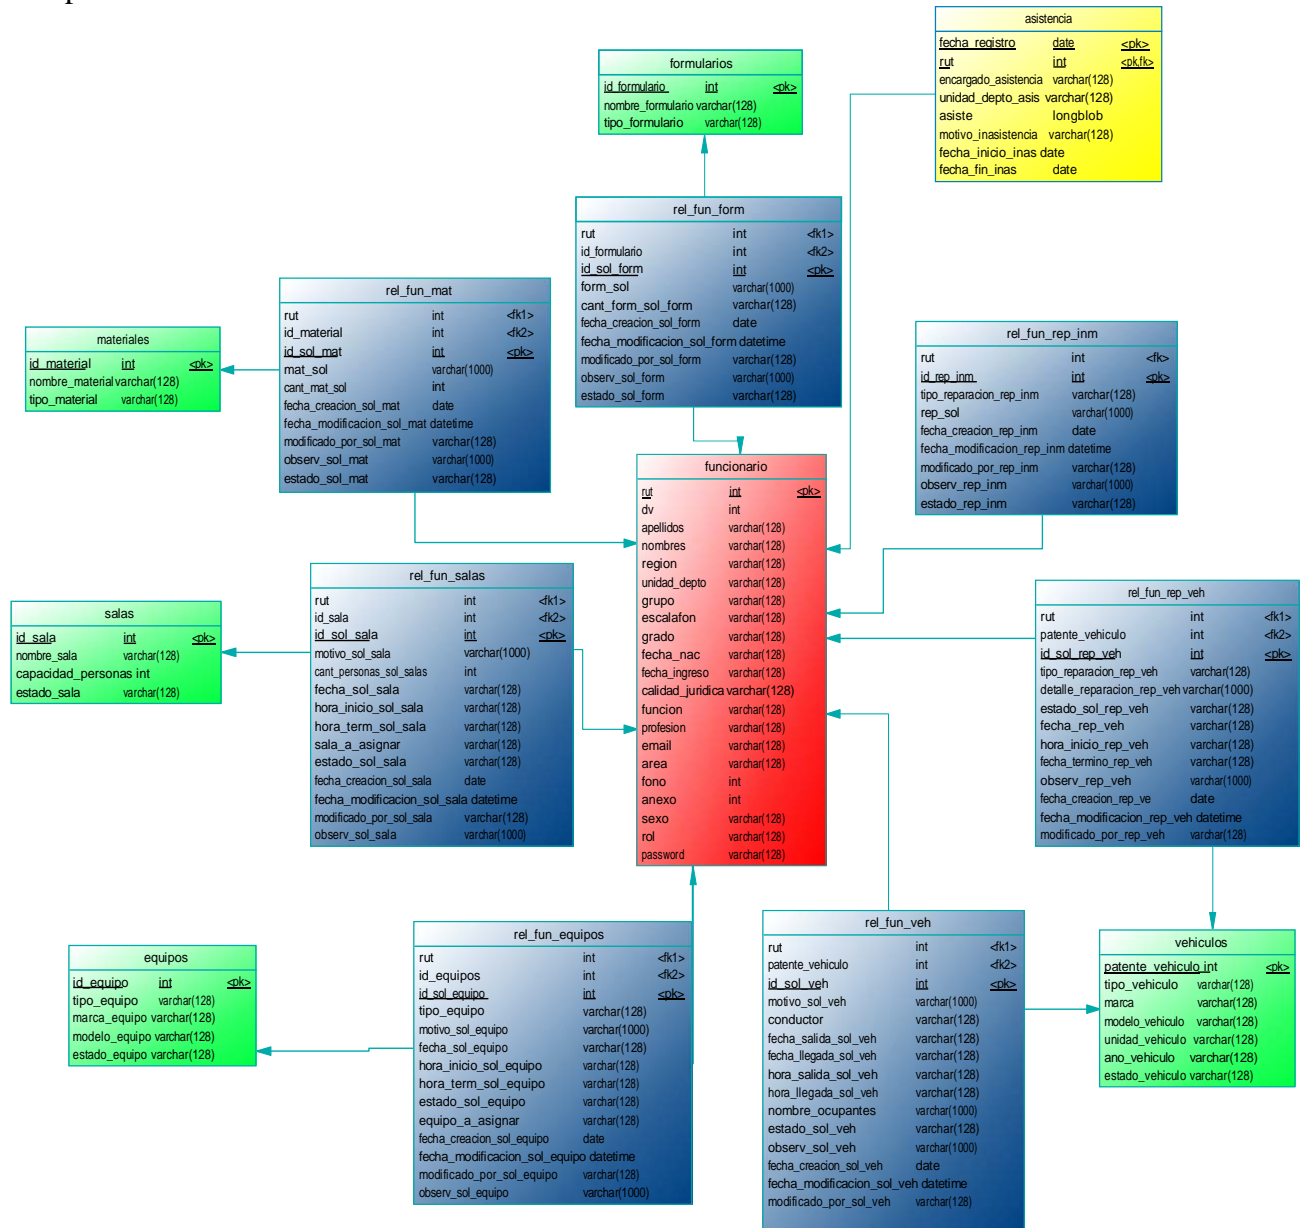 asistencia
fecha_registro date <pk>
rut int <pk,fk>
encargado_asistencia varchar(128)
unidad_depto_asis varchar(128)
asiste longblob
motivo_inasistencia varchar(128)
fecha_inicio_inas date
fecha_fin_inas date
formularios
id_formulario int <pk>
nombre_formulario varchar(128)
tipo_formulario varchar(128)
rel_fun_form
rut int <fk1>
id_formulario int <fk2>
id_sol_form int <pk>
form_sol varchar(1000)
cant_form_sol_form varchar(128)
fecha_creacion_sol_form date
fecha_modificacion_sol_form datetime
modificado_por_sol_form varchar(128)
observ_sol_form varchar(1000)
estado_sol_form varchar(128)
rel_fun_mat
rut int <fk1>
id_material int <fk2>
id_sol_mat int <pk>
mat_sol varchar(1000)
cant_mat_sol int
fecha_creacion_sol_mat date
fecha_modificacion_sol_mat datetime
modificado_por_sol_mat varchar(128)
observ_sol_mat varchar(1000)
estado_sol_mat varchar(128)
materiales
id_material int <pk>
nombre_material varchar(128)
tipo_material varchar(128)
rel_fun_rep_inm
rut int <fk>
id_rep_inm int <pk>
tipo_reparacion_rep_inm varchar(128)
rep_sol varchar(1000)
fecha_creacion_rep_inm date
fecha_modificacion_rep_inm datetime
modificado_por_rep_inm varchar(128)
observ_rep_inm varchar(1000)
estado_rep_inm varchar(128)
funcionario
rut int <pk>
dv int
apellidos varchar(128)
nombres varchar(128)
region varchar(128)
unidad_depto varchar(128)
grupo varchar(128)
escalafon varchar(128)
grado varchar(128)
fecha_nac varchar(128)
fecha_ingreso varchar(128)
calidad_juridica varchar(128)
funcion varchar(128)
profesion varchar(128)
email varchar(128)
area varchar(128)
fono int
anexo int
sexo varchar(128)
rol varchar(128)
password varchar(128)
rel_fun_salas
rut int <fk1>
id_sala int <fk2>
id_sol_sala int <pk>
motivo_sol_sala varchar(1000)
cant_personas_sol_salas int
fecha_sol_sala varchar(128)
hora_inicio_sol_sala varchar(128)
hora_term_sol_sala varchar(128)
sala_a_asignar varchar(128)
estado_sol_sala varchar(128)
fecha_creacion_sol_sala date
fecha_modificacion_sol_sala datetime
modificado_por_sol_sala varchar(128)
observ_sol_sala varchar(1000)
salas
id_sala int <pk>
nombre_sala varchar(128)
capacidad_personas int
estado_sala varchar(128)
rel_fun_rep_veh
rut int <fk1>
patente_vehiculo int <fk2>
id_sol_rep_veh int <pk>
tipo_reparacion_rep_veh varchar(128)
detalle_reparacion_rep_veh varchar(1000)
estado_sol_rep_veh varchar(128)
fecha_rep_veh varchar(128)
hora_inicio_rep_veh varchar(128)
fecha_termino_rep_veh varchar(128)
observ_rep_veh varchar(1000)
fecha_creacion_rep_ve date
fecha_modificacion_rep_veh datetime
modificado_por_rep_veh varchar(128)
rel_fun_equipos
rut int <fk1>
id_equipos int <fk2>
id_sol_equipo int <pk>
tipo_equipo varchar(128)
motivo_sol_equipo varchar(1000)
fecha_sol_equipo varchar(128)
hora_inicio_sol_equipo varchar(128)
hora_term_sol_equipo varchar(128)
estado_sol_equipo varchar(128)
equipo_a_asignar varchar(128)
fecha_creacion_sol_equipo date
fecha_modificacion_sol_equipo datetime
modificado_por_sol_equipo varchar(128)
observ_sol_equipo varchar(1000)
equipos
id_equipo int <pk>
tipo_equipo varchar(128)
marca_equipo varchar(128)
modelo_equipo varchar(128)
estado_equipo varchar(128)
rel_fun_veh
rut int <fk1>
patente_vehiculo int <fk2>
id_sol_veh int <pk>
motivo_sol_veh varchar(1000)
conductor varchar(128)
fecha_salida_sol_veh varchar(128)
fecha_llegada_sol_veh varchar(128)
hora_salida_sol_veh varchar(128)
hora_llegada_sol_veh varchar(128)
nombre_ocupantes varchar(1000)
estado_sol_veh varchar(128)
observ_sol_veh varchar(1000)
fecha_creacion_sol_veh date
fecha_modificacion_sol_veh datetime
modificado_por_sol_veh varchar(128)
vehiculos
patente_vehiculo int <pk>
tipo_vehiculo varchar(128)
marca varchar(128)
modelo_vehiculo varchar(128)
unidad_vehiculo varchar(128)
ano_vehiculo varchar(128)
estado_vehiculo varchar(128)